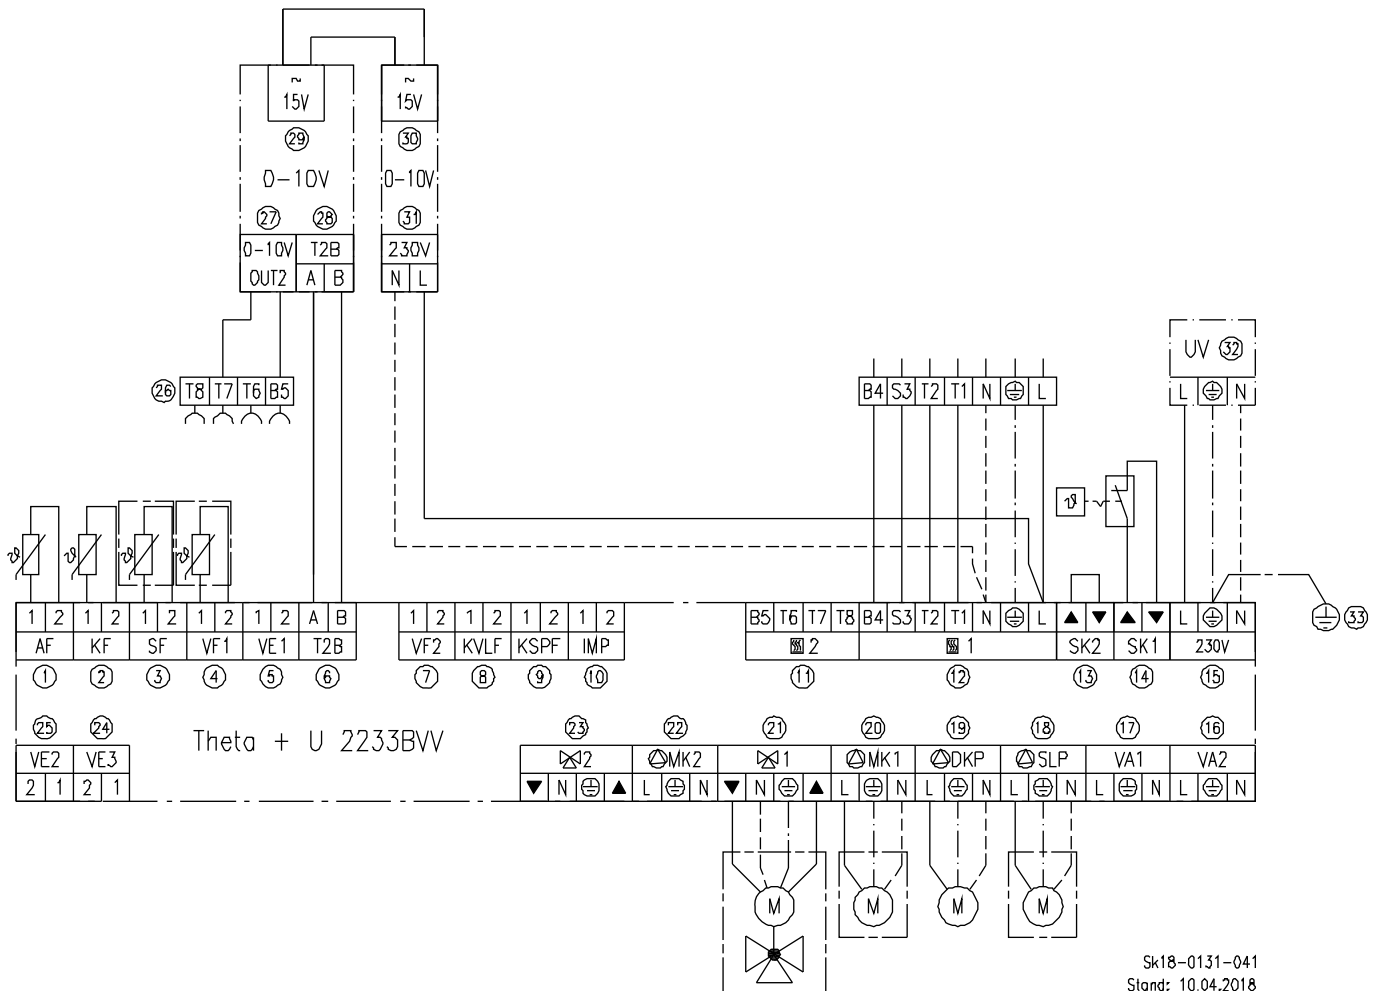 ~ ~
15V 15V
29 30
0-10V 0-10V
27 28 31
0-10V T2B 230V
OUT2 A B N L
UV 32
26 T8 T7 T6 B5
B4 S3 T2 T1 N L
L N
ϑ
ϑ ϑ ϑ ϑ
1 2 1 2 1 2 1 2 1 2 A B 1 2 1 2 1 2 1 2 B5 T6 T7 T8 B4 S3 T2 T1 N L ▲ ▼ ▲ ▼ L N
33
AF KF SF VF1 VE1 T2B VF2 KVLF KSPF IMP 2 1 SK2 SK1 230V
1 2 3 4 5 6 7 8 9 10 11 12 13 14 15
25 24 23 22 21 20 19 18 17 16
Theta + U 2233BVV
VE2 VE3 2 MK2 1 MK1 DKP SLP VA1 VA2
2 1 2 1 ▼ N ▲ L N ▼ N ▲ L N L N L N L N L N
M M M M
Sk18-0131-041
Stand: 10.04.2018